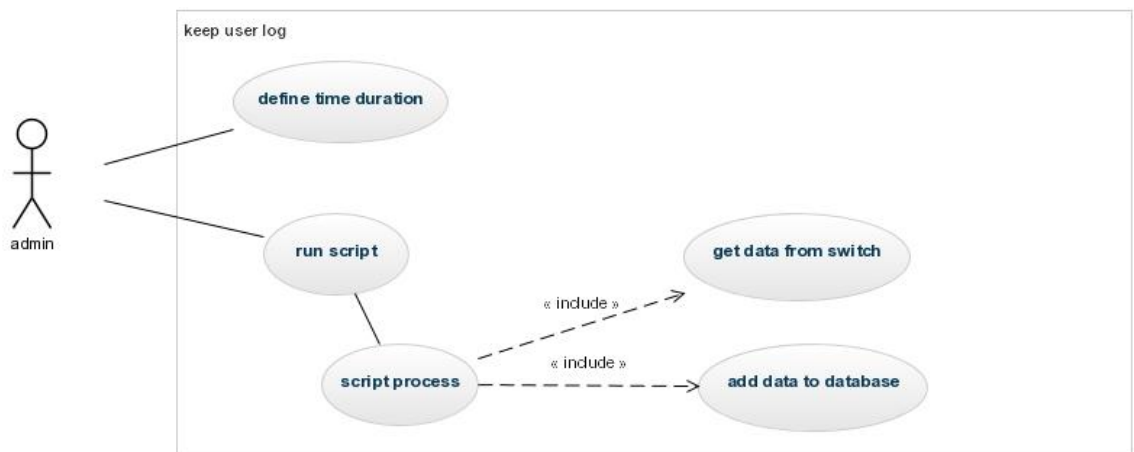 keep user log
define time duration
admin
run script
get data from switch
« include »
« include »
script process
add data to database